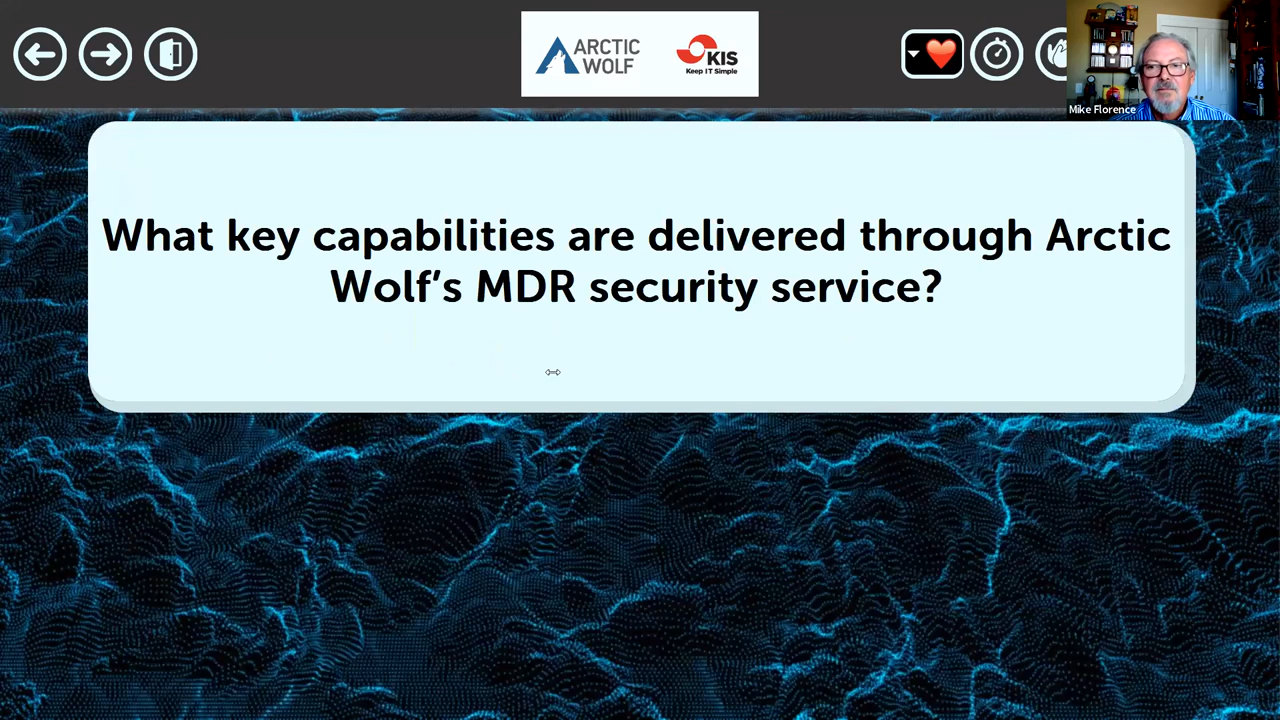 ARCTIC
WOLF
KIS
Keep IT Simple
Mike Florence
What key capabilities are delivered through Arctic
Wolf’s MDR security service?